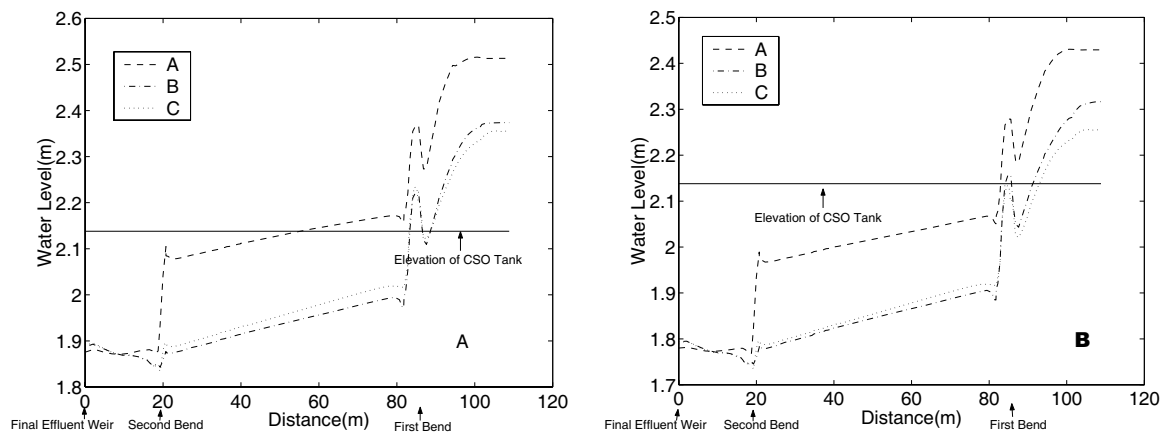 2.6
2.5
2.4
2.3
2.2
2.1
2
1.9
1.8
Water Level(m)
A
B
C
Elevation of CSO Tank
A
0 20 40 60 80 100 120
Distance(m)
Final Effluent Weir
Second Bend
First Bend
2.5
2.4
2.3
2.2
2.1
2
1.9
1.8
1.7
Water Level(m)
A
B
C
Elevation of CSO Tank
B
0 20 40 60 80 100 120
Distance(m)
Final Effluent Weir
Second Bend
First Bend